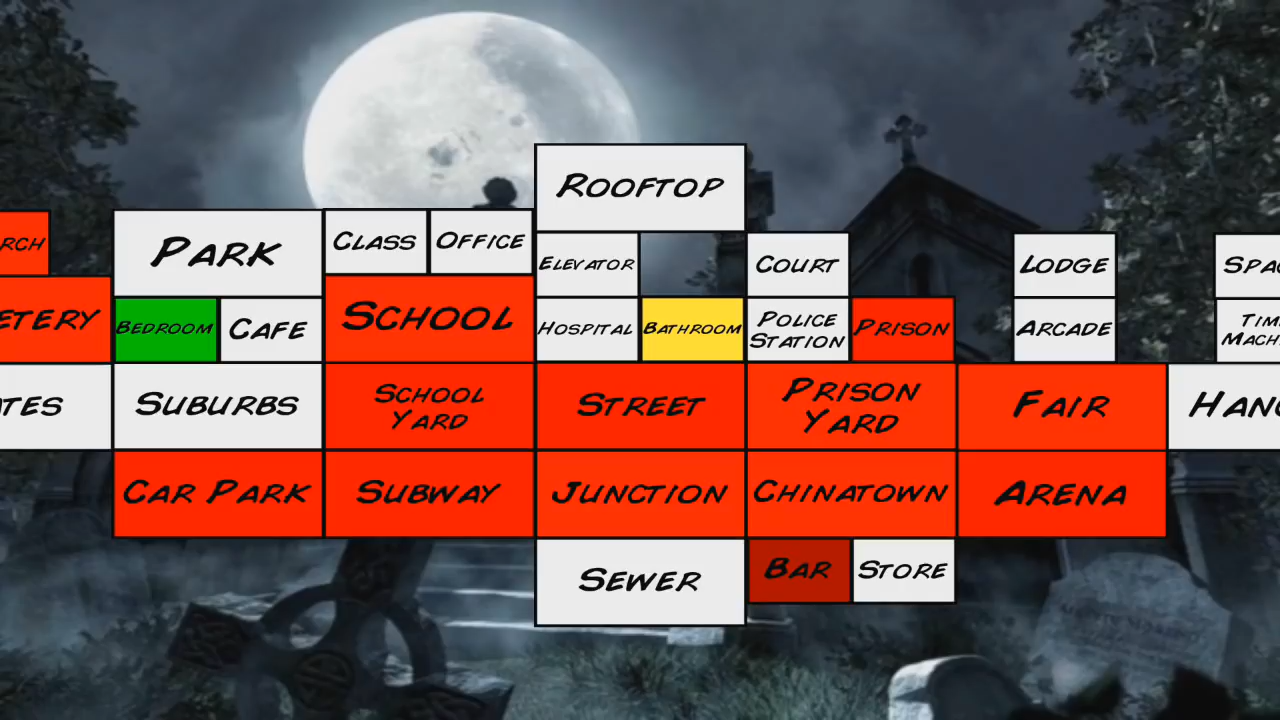 Rooftop
Park
Class
Office
Elevator
Court
Lodge
Bedroom
Cafe
School
Hospital
Bathroom
Police
Station
Prison
Arcade
Suburbs
School
Yard
Street
Prison
Yard
Fair
Car Park
Subway
Junction
Chinatown
Arena
Sewer
Bar
Store